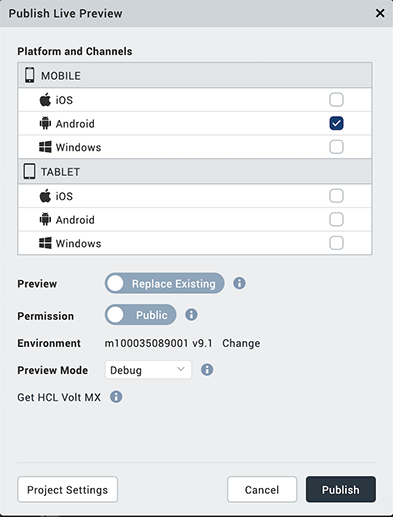 Publish Live Preview
Platform and Channels
MOBILE
iOS
Android
Windows
TABLET
iOS
Android
Windows
Preview Replace Existing
Permission Public
Environment m100035089001 v9.1 Change
Preview Mode Debug
Get HCL Volt MX
Project Settings Cancel Publish